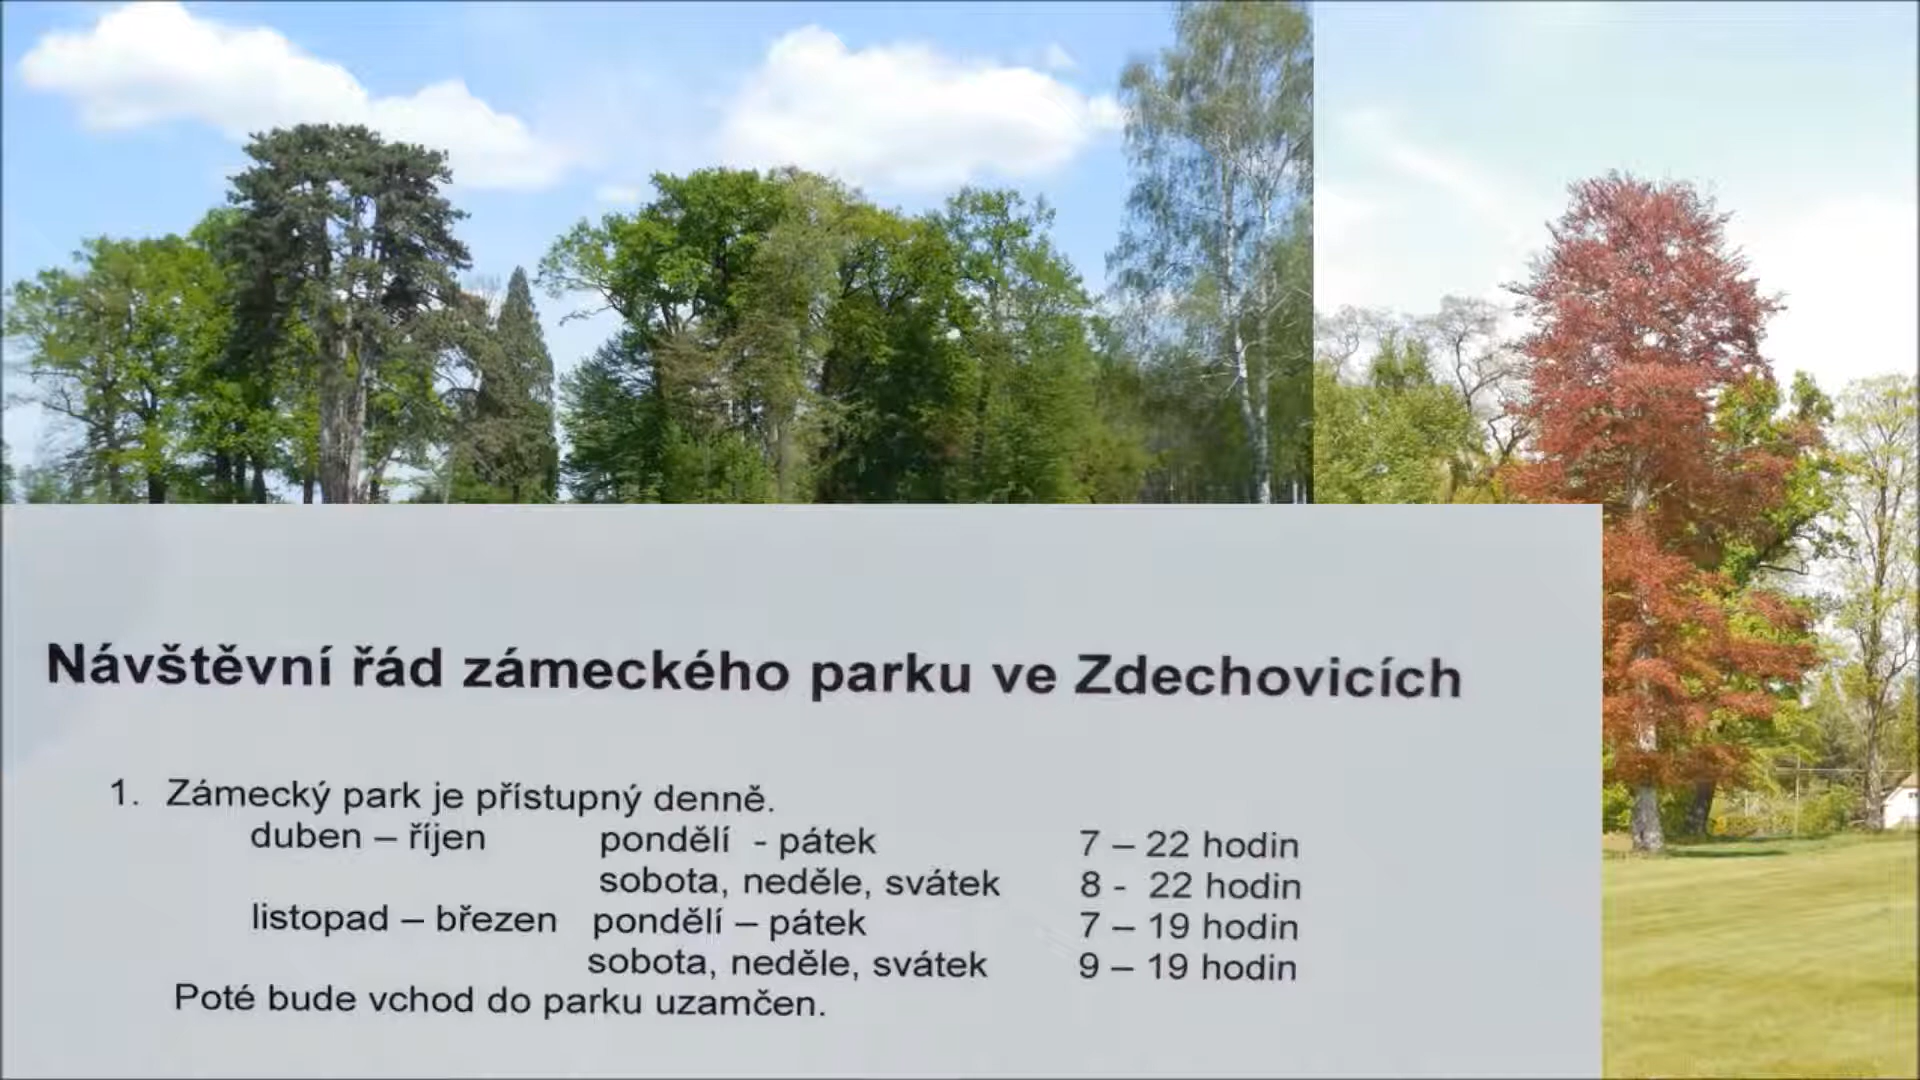 Návštěvní řád zámeckého parku ve Zdechovicích
1. Zámecký park je přístupný denně.
duben – říjen pondělí - pátek 7 – 22 hodin
sobota, neděle, svátek 8 - 22 hodin
listopad – březen pondělí – pátek 7 – 19 hodin
sobota, neděle, svátek 9 – 19 hodin
Poté bude vchod do parku uzamčen.